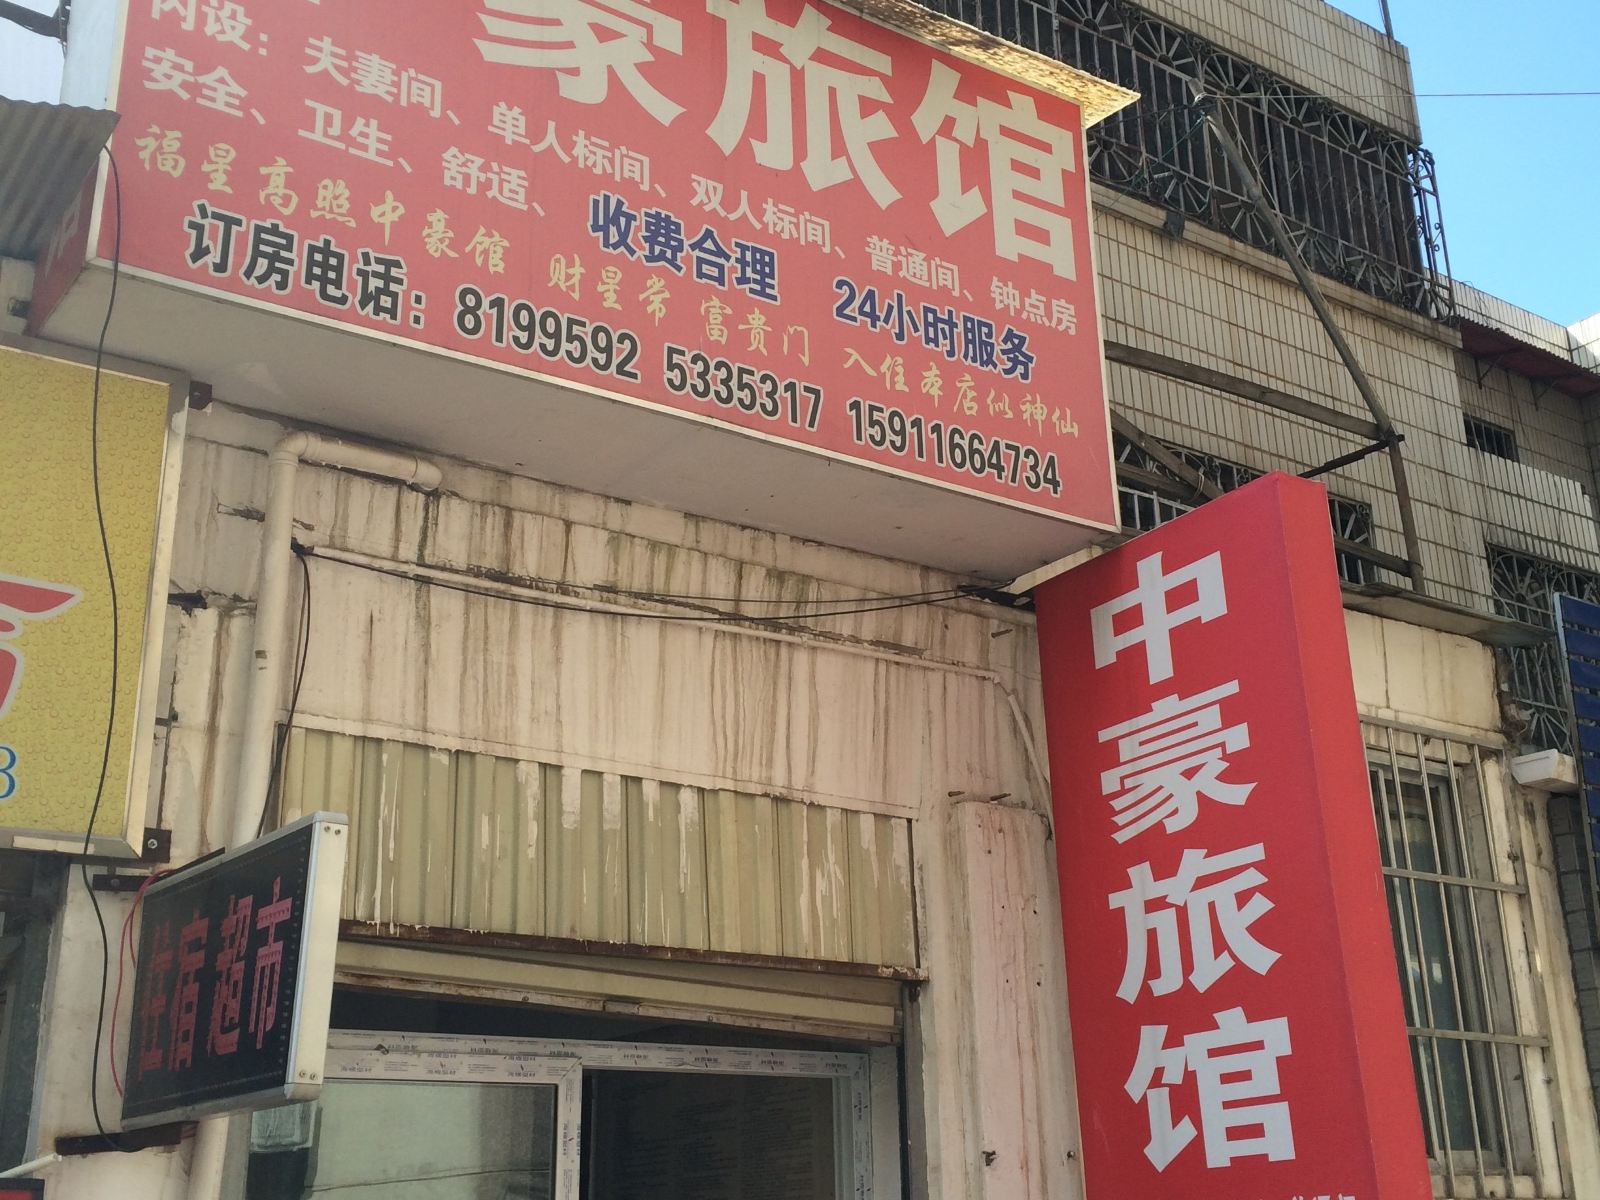 豪旅馆
内设：夫妻间、单人标间、双人标间、普通间、钟点房
安全、卫生、舒适、收费合理 24小时服务
福星高照中豪馆 财星常富贵门 入住本店似神仙
订房电话：8199592 5335317 15911664734
中豪旅馆
住宿 超市
3